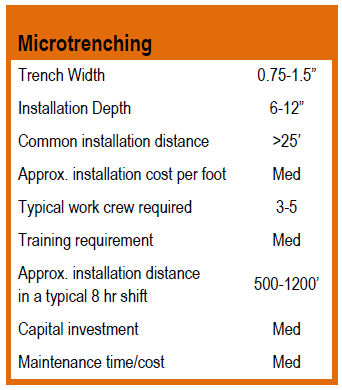 Microtrenching
Trench Width 0.75-1.5”
Installation Depth 6-12”
Common installation distance >25’
Approx. installation cost per foot Med
Typical work crew required 3-5
Training requirement Med
Approx. installation distance
in a typical 8 hr shift 500-1200’
Capital investment Med
Maintenance time/cost Med